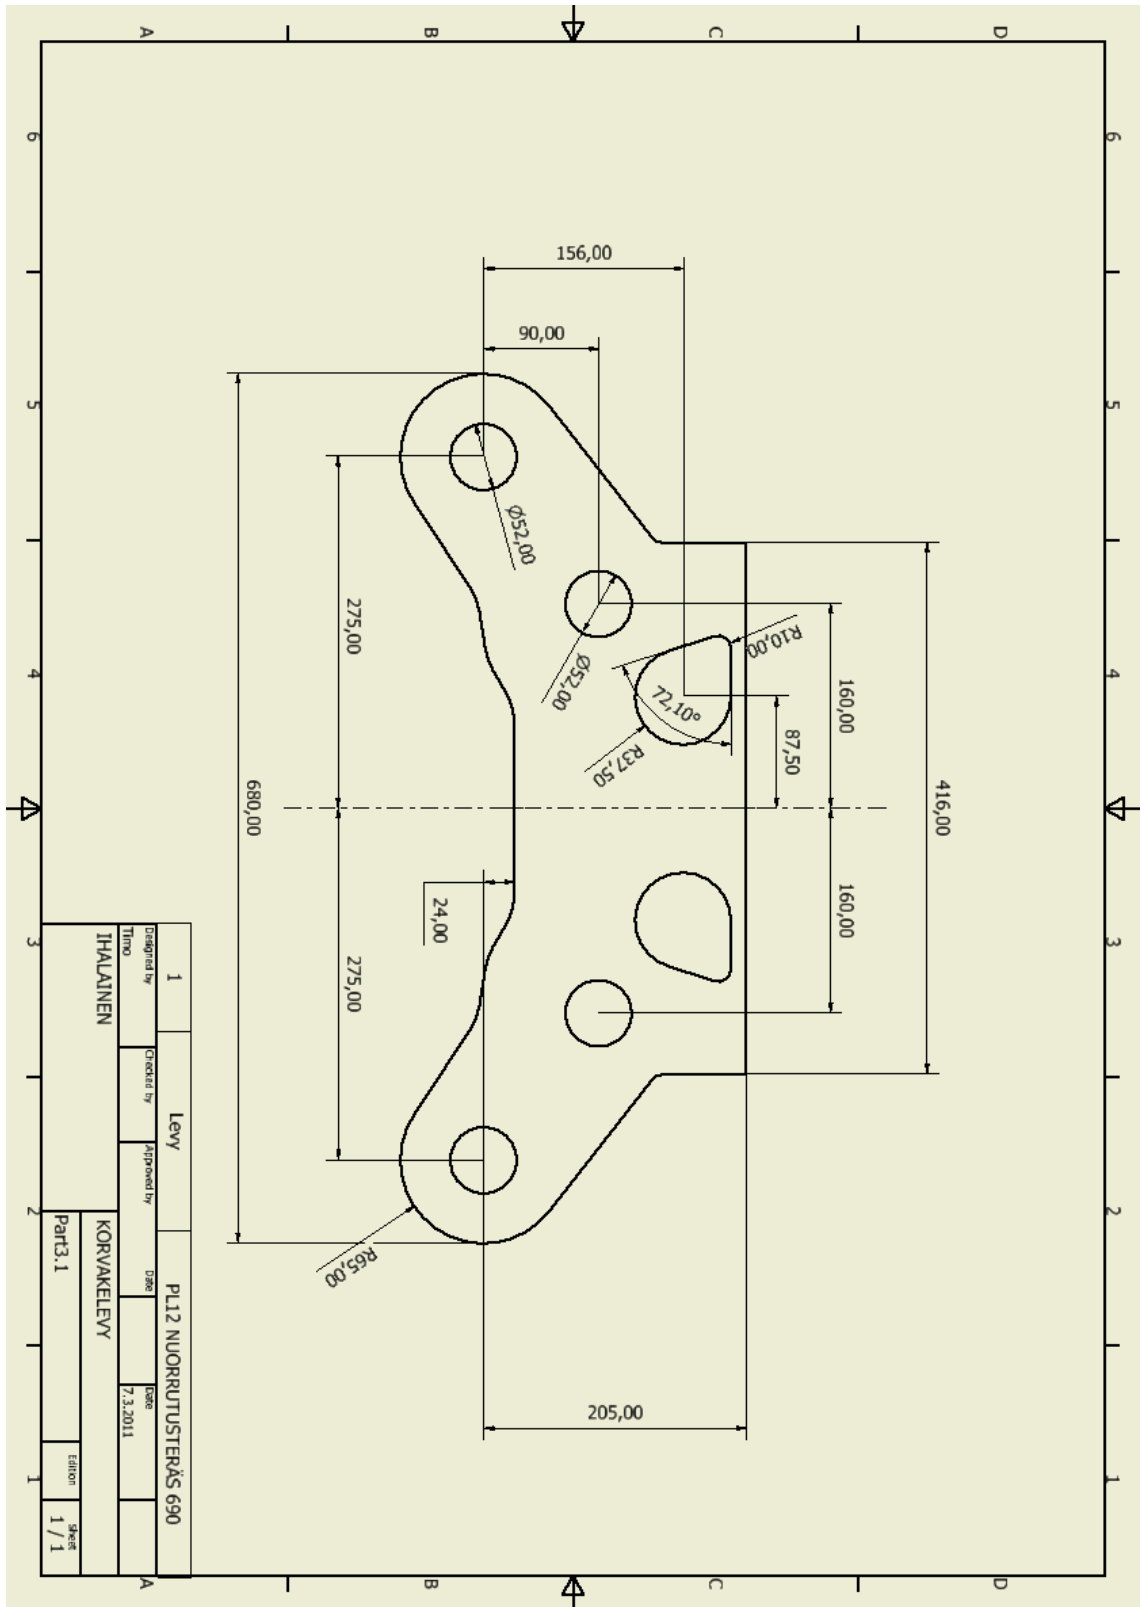 A
B
C
D
6
6
5
5
4
4
3
3
2
2
1
1
A
B
C
D
156,00
90,00
Ø52,00
Ø52,00
275,00
275,00
680,00
R10,00
72,10°
R37,50
160,00
160,00
87,50
416,00
24,00
R65,00
205,00
1
Levy
PL12 NUORRUTUSTERÄS 690
Designed by
Timo
Checked by
Approved by
Date
Date
7.3.2011
IHALAINEN
KORVAKELEVY
Part3.1
Edition
Sheet
1 / 1